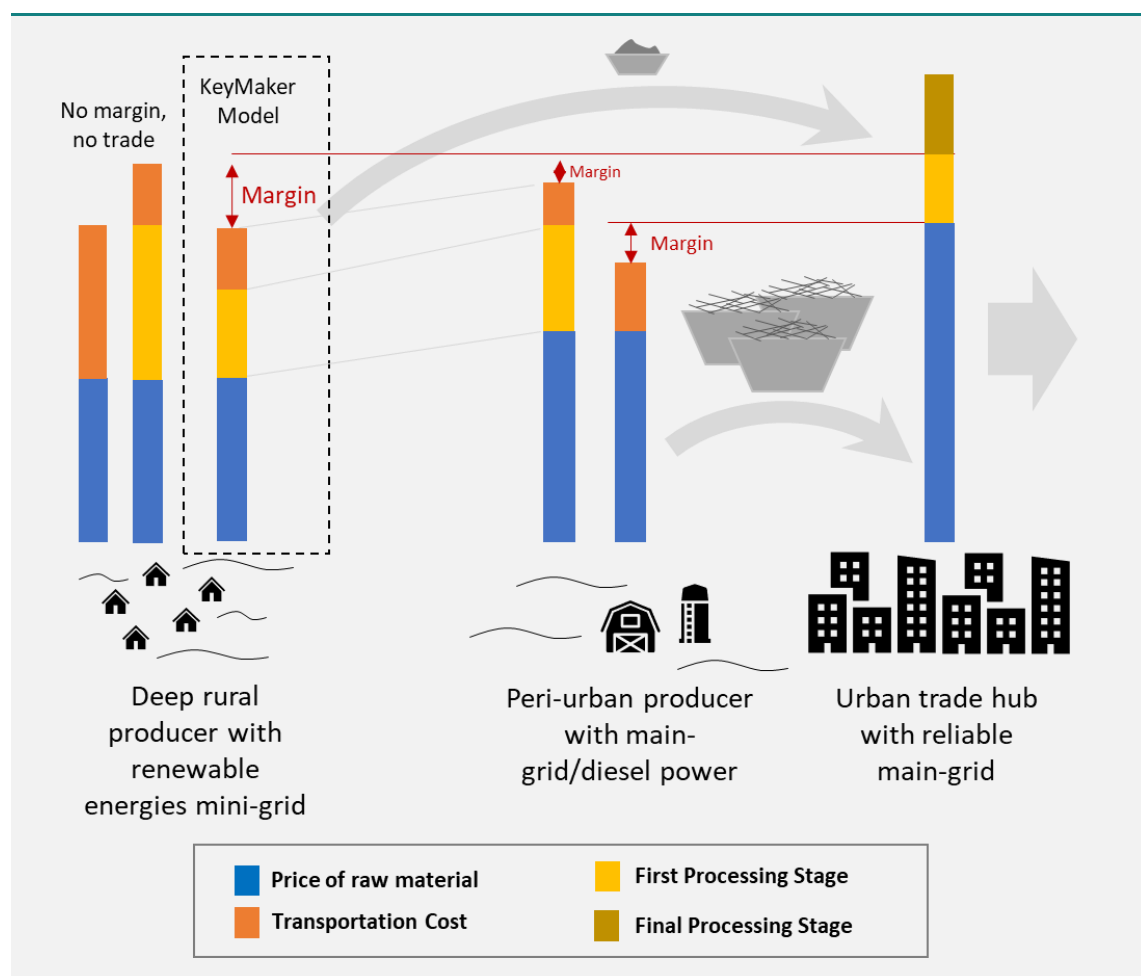 No margin,
no trade
KeyMaker
Model
Margin
Margin
Margin
Deep rural
producer with
renewable
energies mini-grid
Peri-urban producer
with main-
grid/diesel power
Urban trade hub
with reliable
main-grid
Price of raw material
First Processing Stage
Transportation Cost
Final Processing Stage